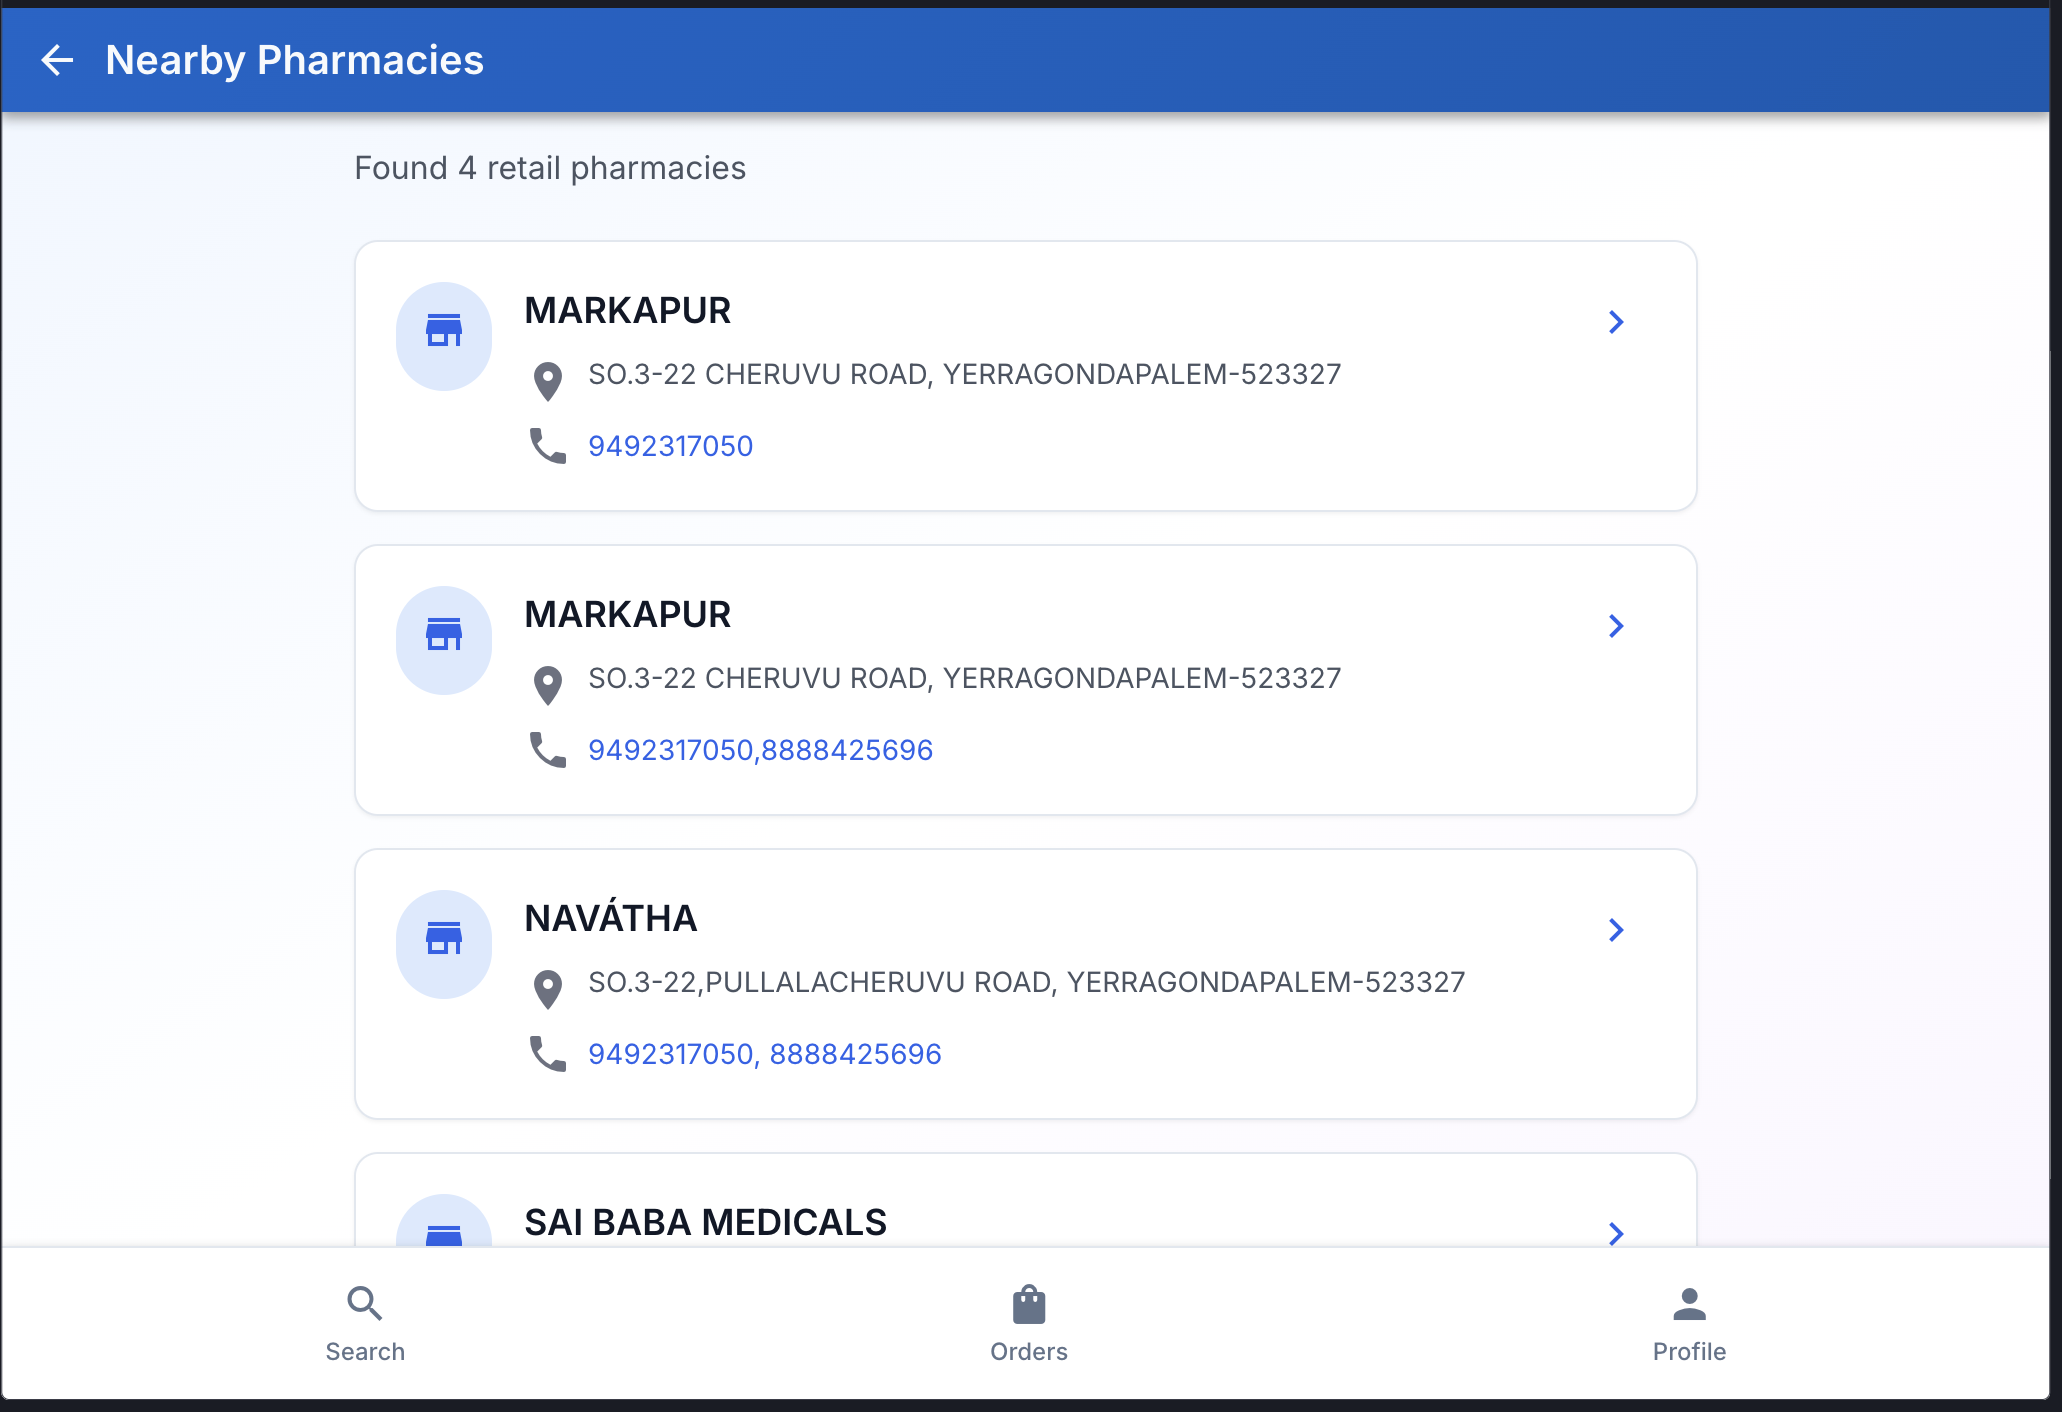 Nearby Pharmacies
Found 4 retail pharmacies
MARKAPUR
SO.3-22 CHERUVU ROAD, YERRAGONDAPALEM-523327
9492317050
MARKAPUR
SO.3-22 CHERUVU ROAD, YERRAGONDAPALEM-523327
9492317050,8888425696
NAVÁTHA
SO.3-22,PULLALACHERUVU ROAD, YERRAGONDAPALEM-523327
9492317050, 8888425696
SAI BABA MEDICALS
Search
Orders
Profile